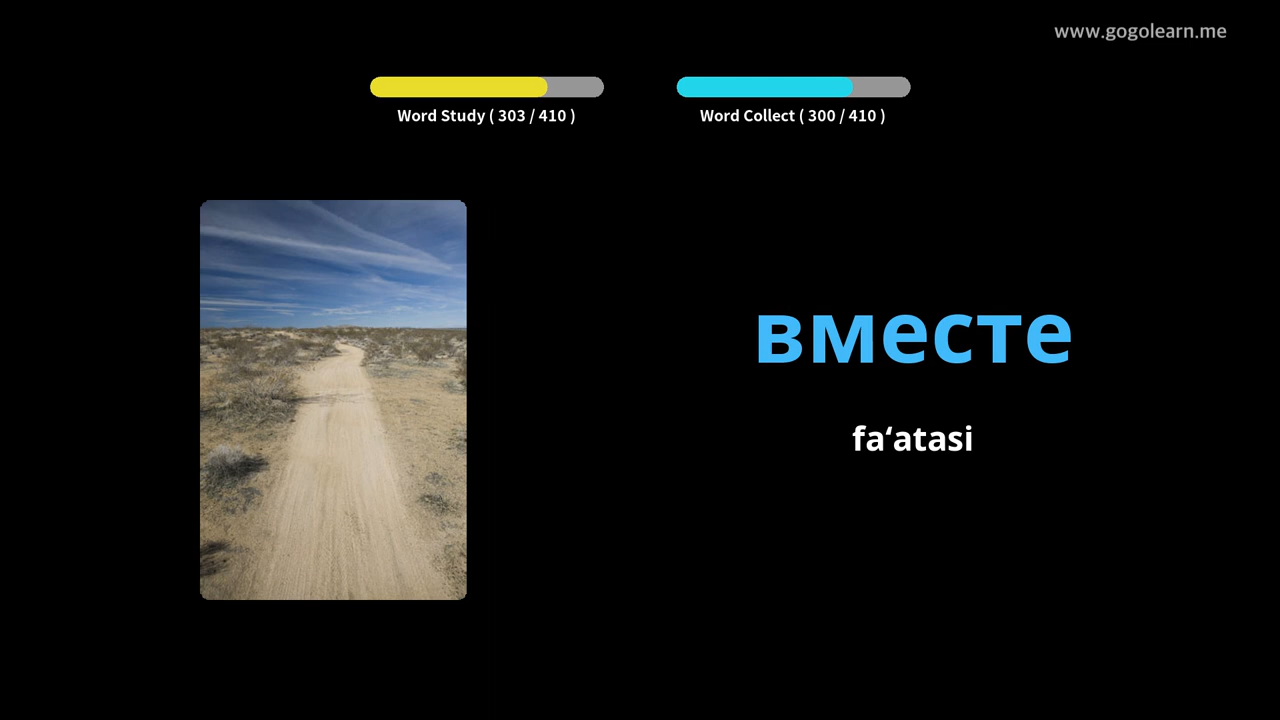 www.gogolearn.me
Word Study ( 303 / 410 )
Word Collect ( 300 / 410 )
вместе
fa‘atasi